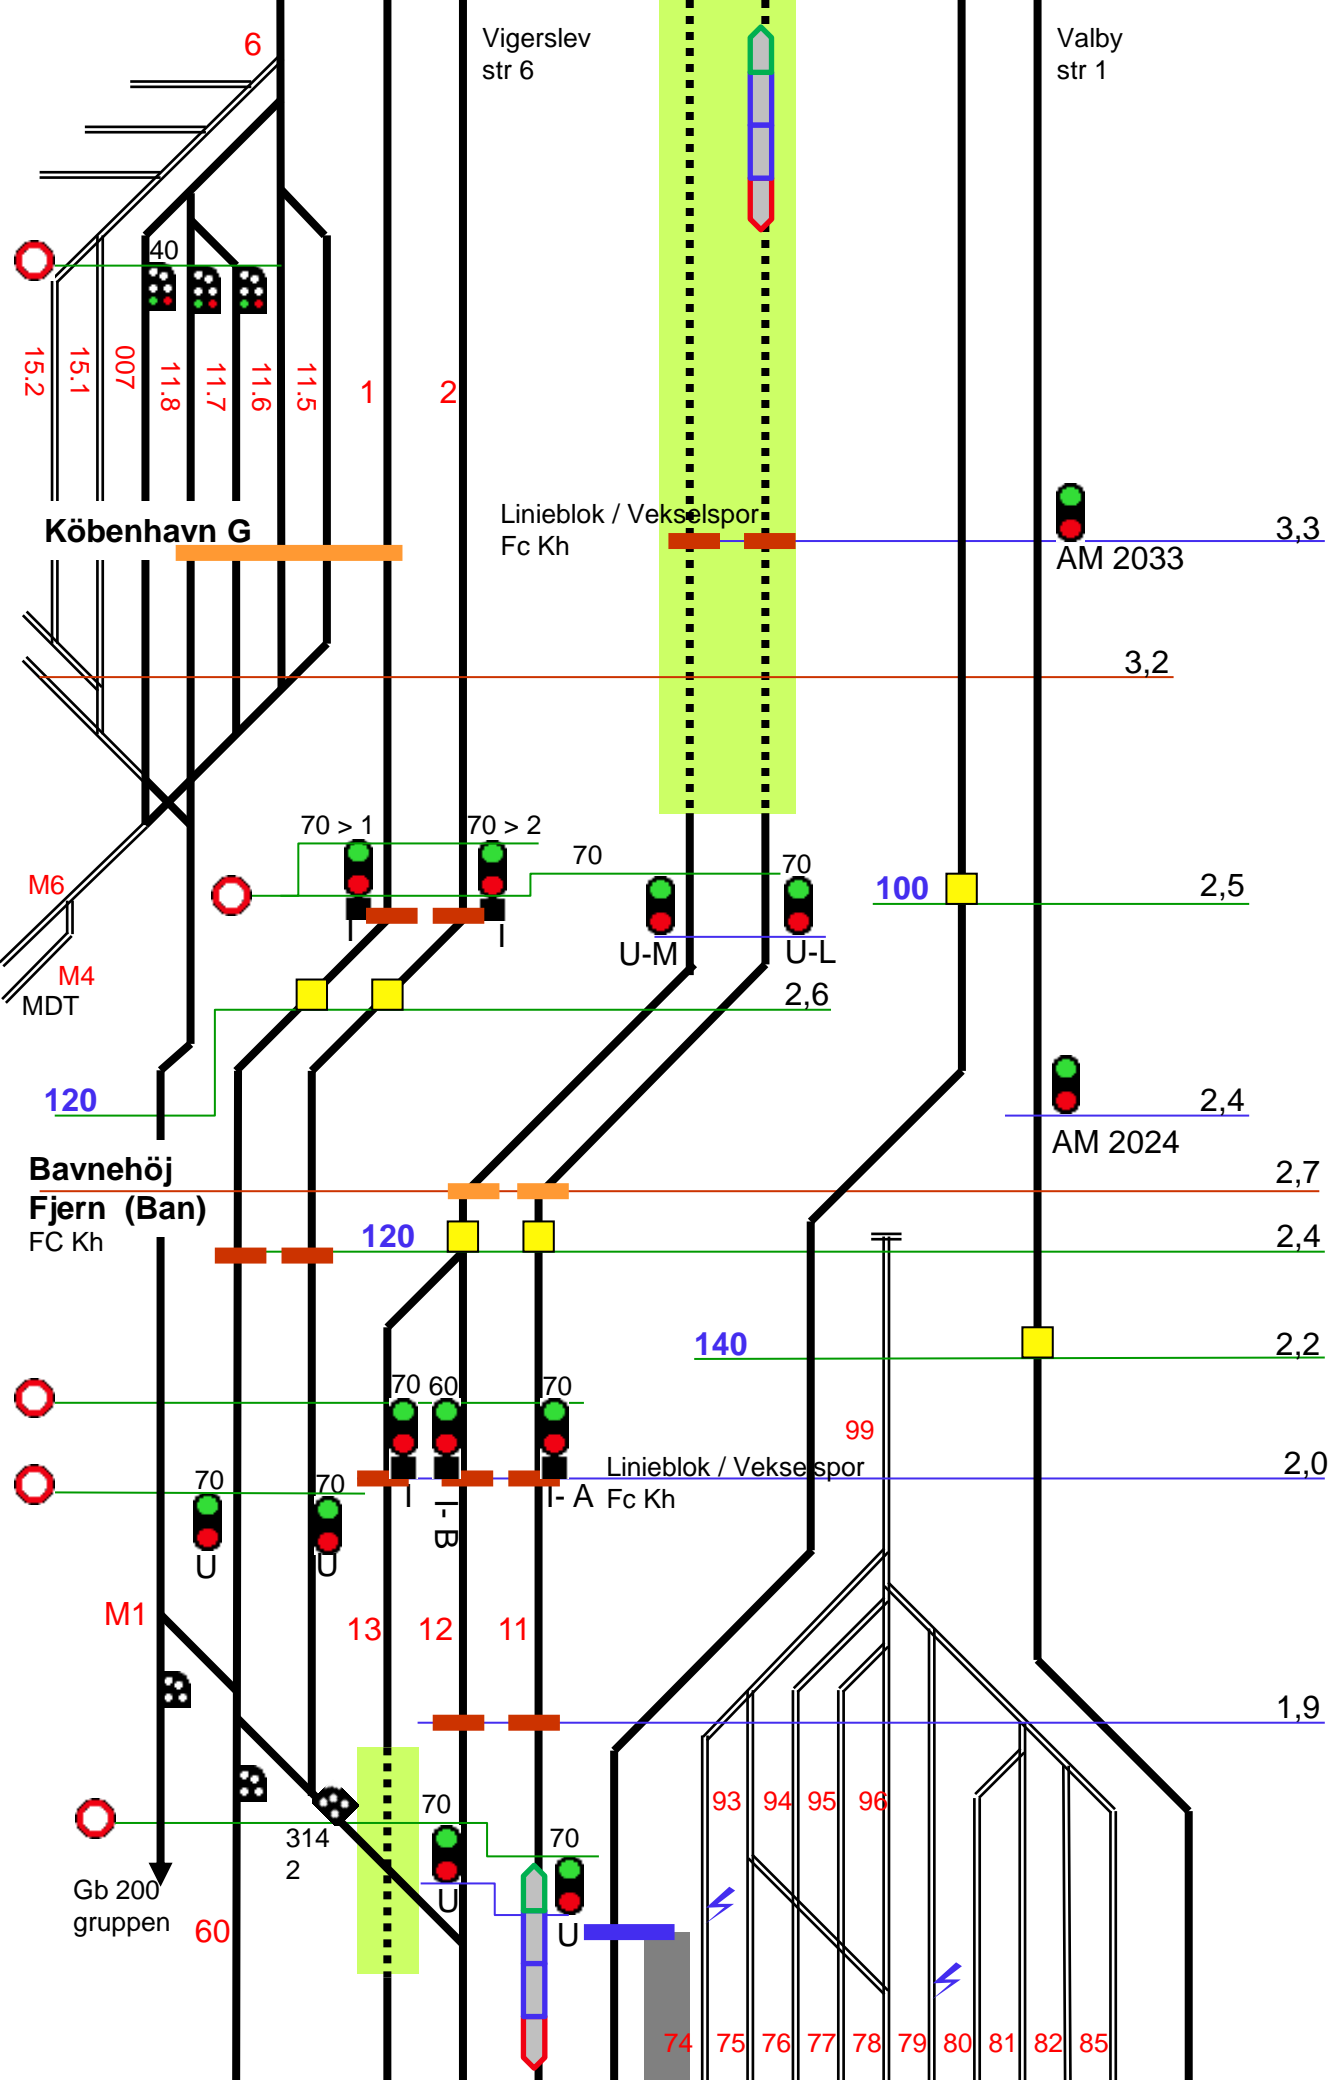 6
Vigerslev
str 6
Valby
str 1
40
15.2
15.1
007
11.8
11.7
11.6
11.5
1
2
Köbenhavn G
Linieblok / Vekselspor
Fc Kh
3,3
AM 2033
3,2
70 > 1
70 > 2
70
70
M6
100
2,5
I
I
U-M
U-L
M4
MDT
2,6
120
2,4
AM 2024
Bavnehöj
Fjern (Ban)
FC Kh
2,7
120
2,4
140
2,2
70
60
70
99
Linieblok / Vekselspor
Fc Kh
2,0
70
70
I
I- B
I- A
U
U
M1
13
12
11
1,9
93
94
95
96
70
70
314
2
Gb 200
gruppen
U
U
60
74
75
76
77
78
79
80
81
82
85